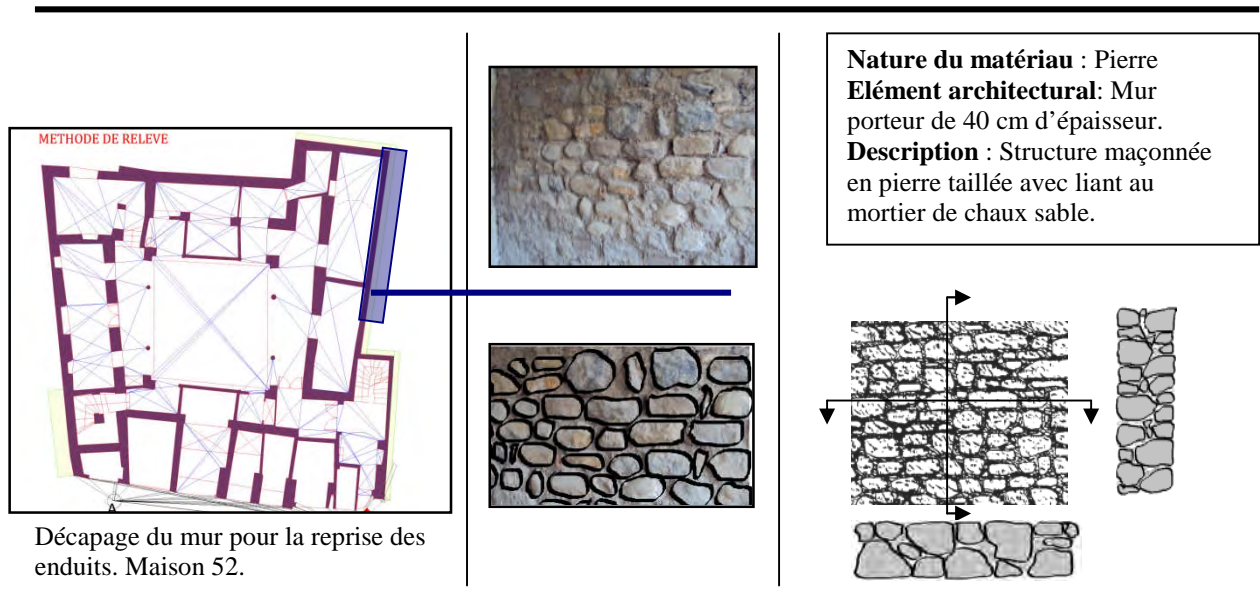 METHODE DE RELEVE
A
Décapage du mur pour la reprise des
enduits. Maison 52.
Nature du matériau : Pierre
Elément architectural: Mur
porteur de 40 cm d’épaisseur.
Description : Structure maçonnée
en pierre taillée avec liant au
mortier de chaux sable.